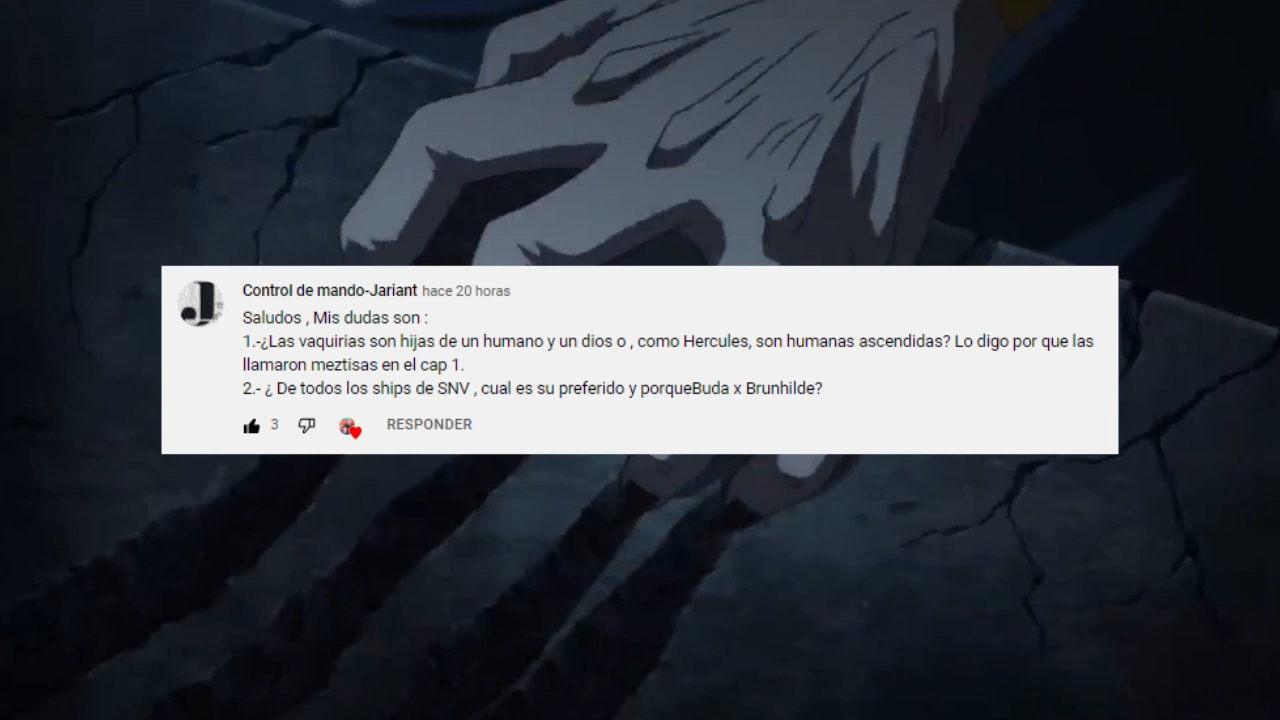 Control de mando-Jariant hace 20 horas
Saludos , Mis dudas son :
1.-¿Las vaquirias son hijas de un humano y un dios o , como Hercules, son humanas ascendidas? Lo digo por que las
llamaron meztisas en el cap 1.
2.- ¿ De todos los ships de SNV , cual es su preferido y porqueBuda x Brunhilde?
3 RESPONDER